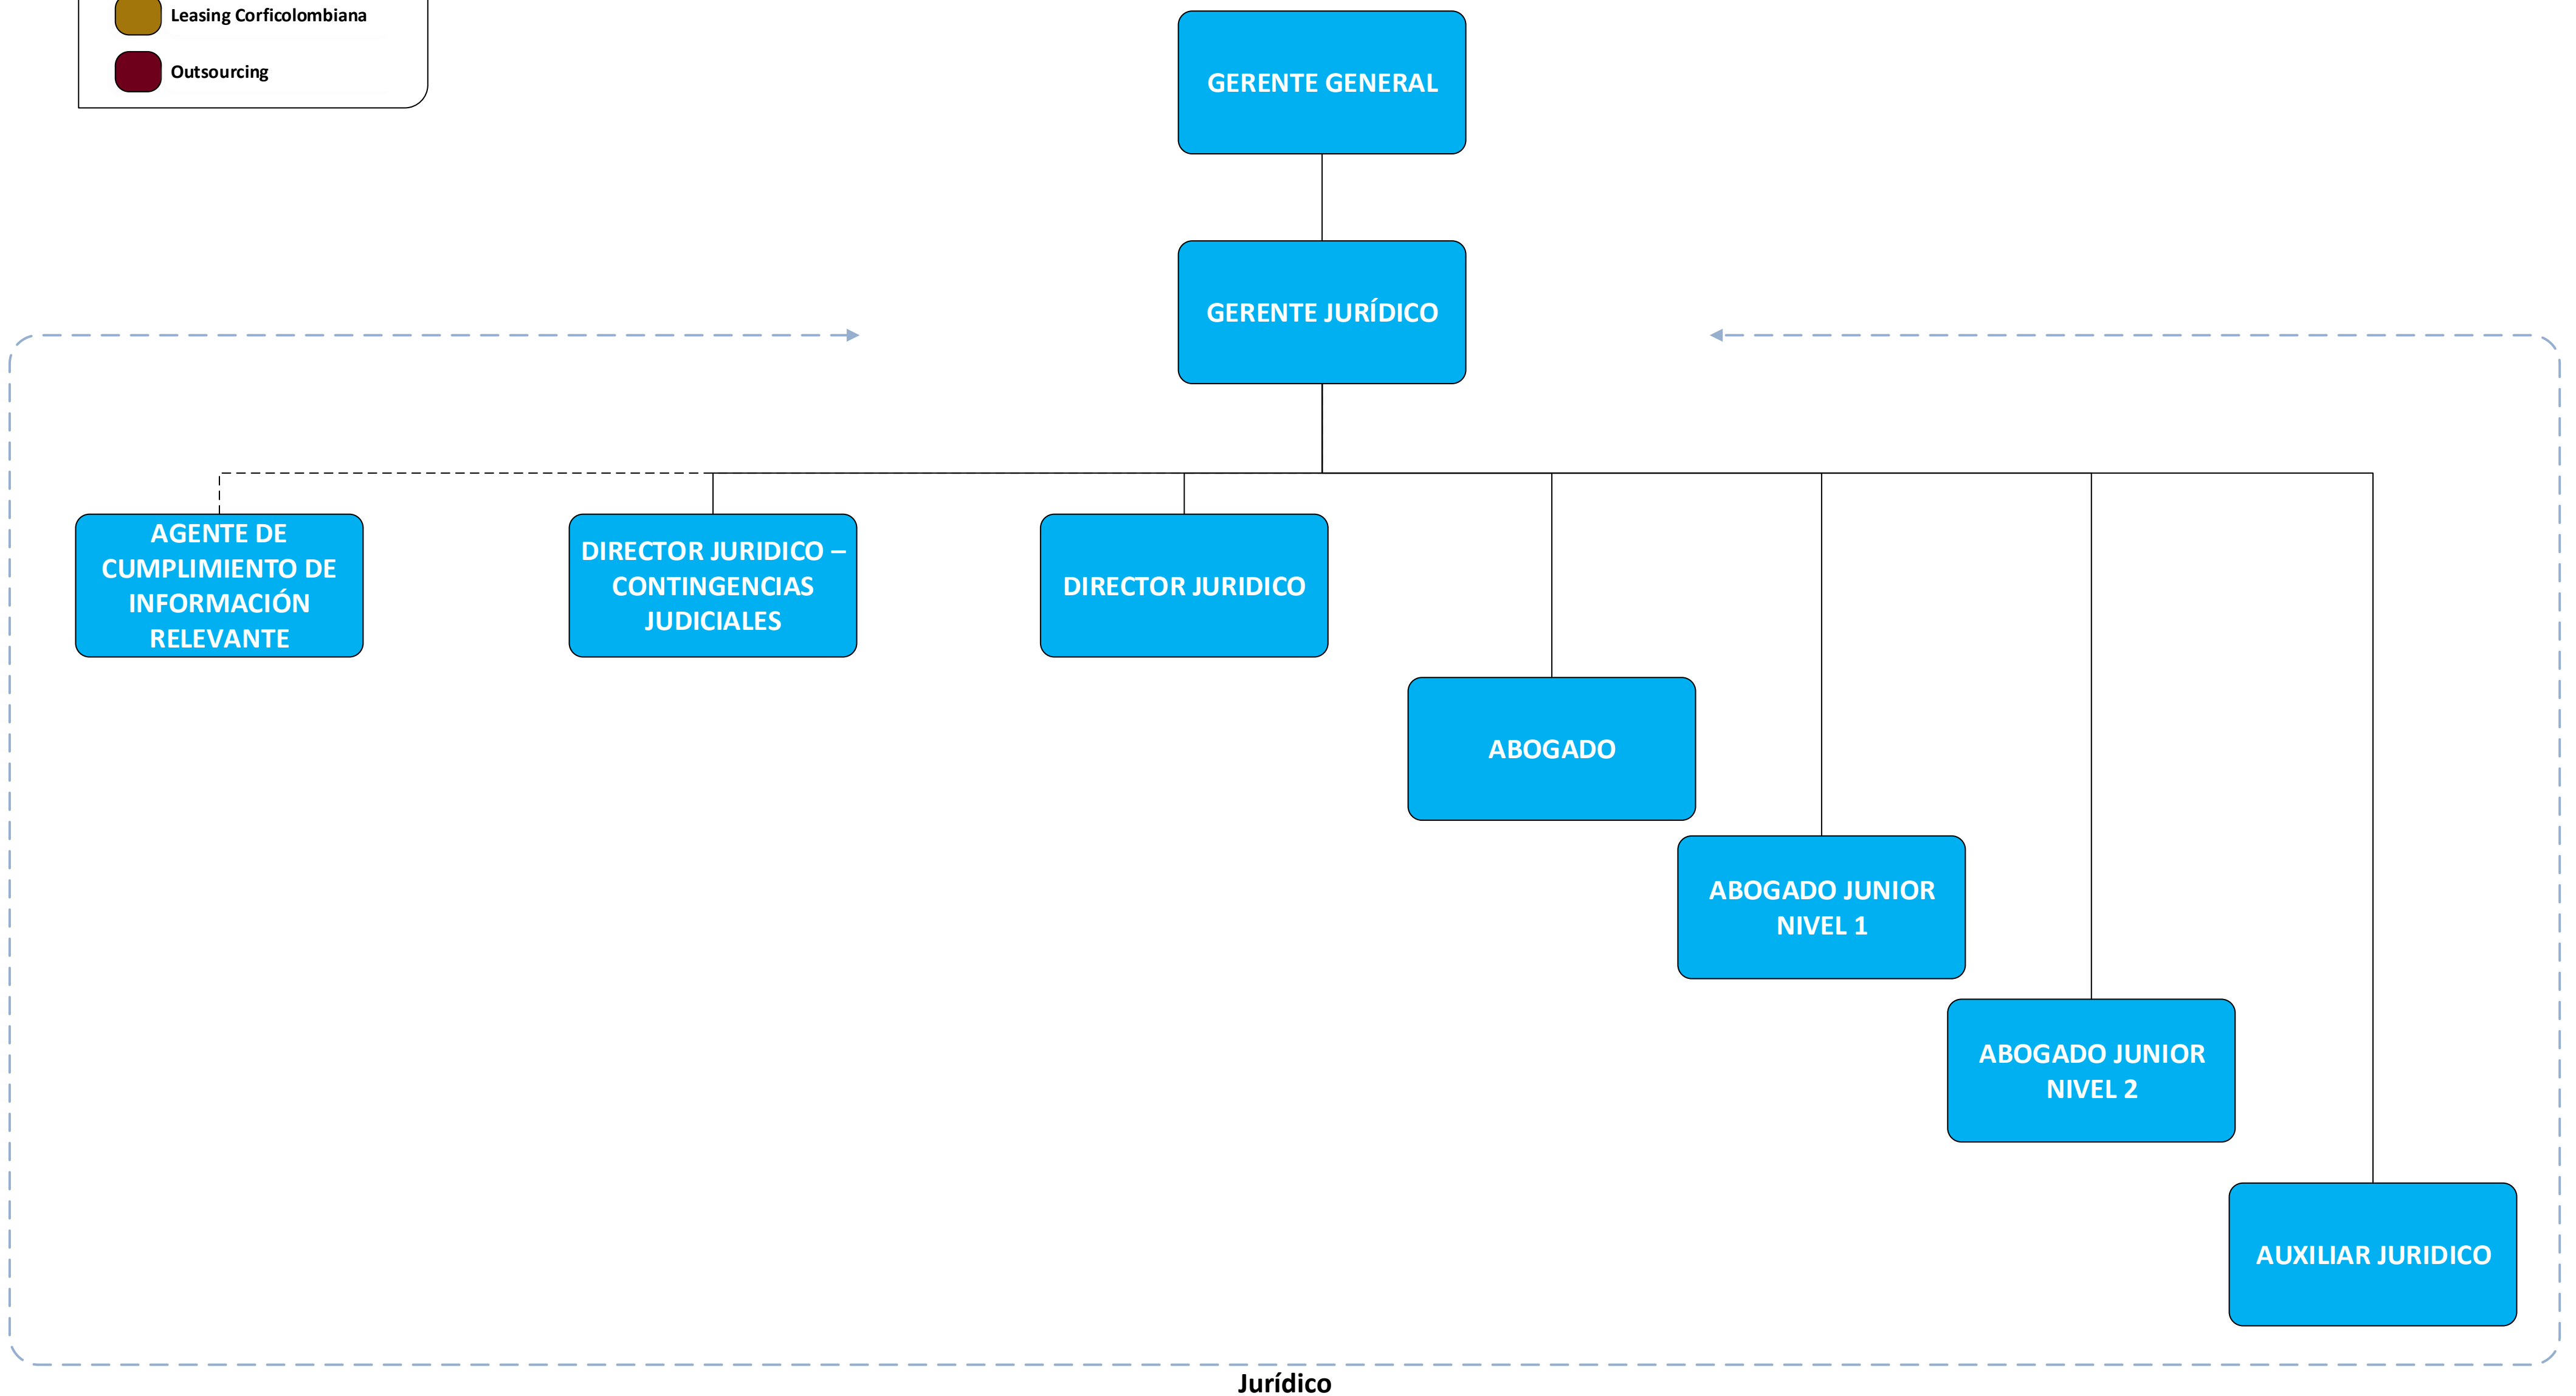 Leasing Corficolombiana
Outsourcing
GERENTE GENERAL
GERENTE JURÍDICO
AGENTE DE
CUMPLIMIENTO DE
INFORMACIÓN
RELEVANTE
DIRECTOR JURIDICO –
CONTINGENCIAS
JUDICIALES
DIRECTOR JURIDICO
ABOGADO
ABOGADO JUNIOR
NIVEL 1
ABOGADO JUNIOR
NIVEL 2
AUXILIAR JURIDICO
Jurídico